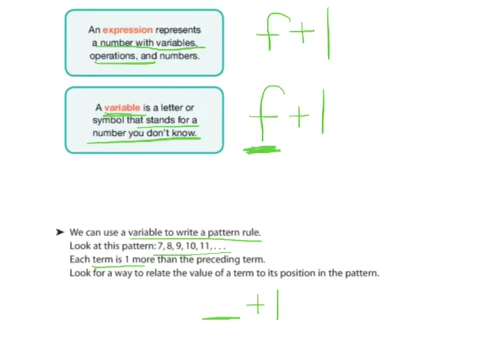 An expression represents
a number with variables,
operations, and numbers.
f+1
A variable is a letter or
symbol that stands for a
number you don't know.
f+1
➤ We can use a variable to write a pattern rule.
Look at this pattern: 7, 8, 9, 10, 11, . . .
Each term is 1 more than the preceding term.
Look for a way to relate the value of a term to its position in the pattern.
__ +1